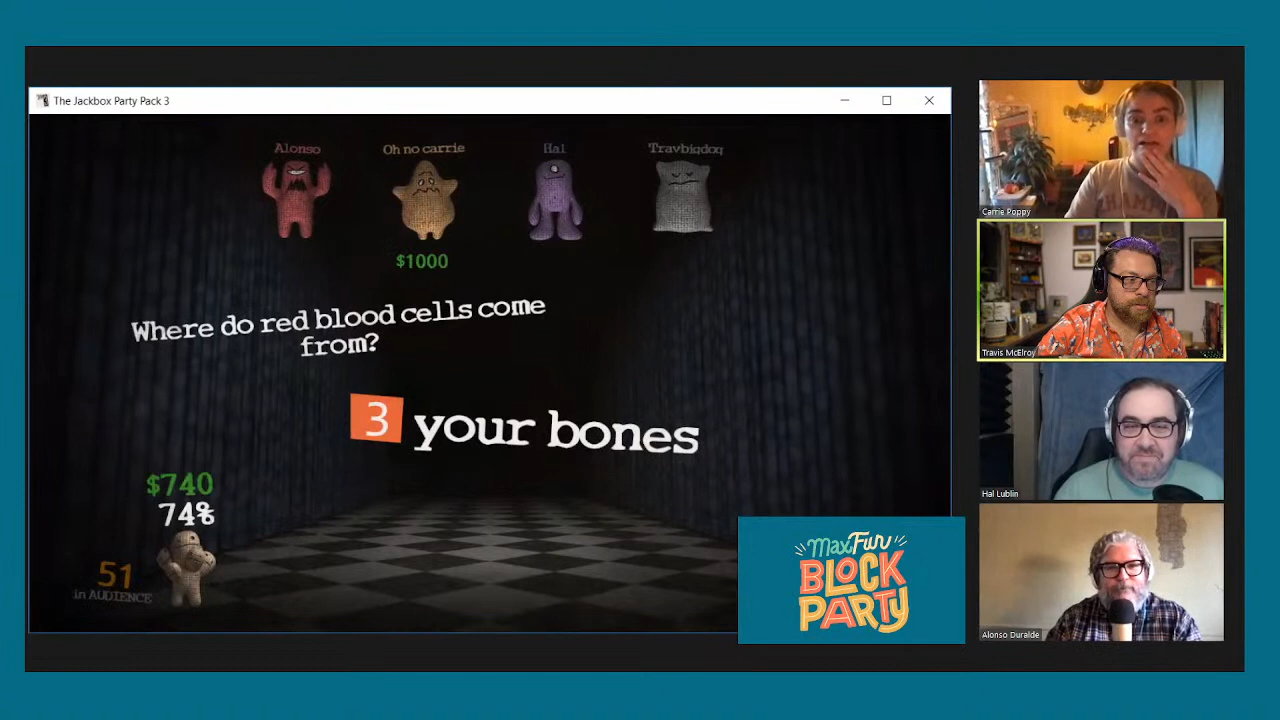 The Jackbox Party Pack 3
Alonso
Oh no carrie
Hal
Travbigdog
$1000
Where do red blood cells come
from?
3 your bones
$740
74%
51
in AUDIENCE
MaxFun
BLOCK
PARTY
Carrie Poppy
Travis McElroy
Hal Lublin
Alonso Duralde